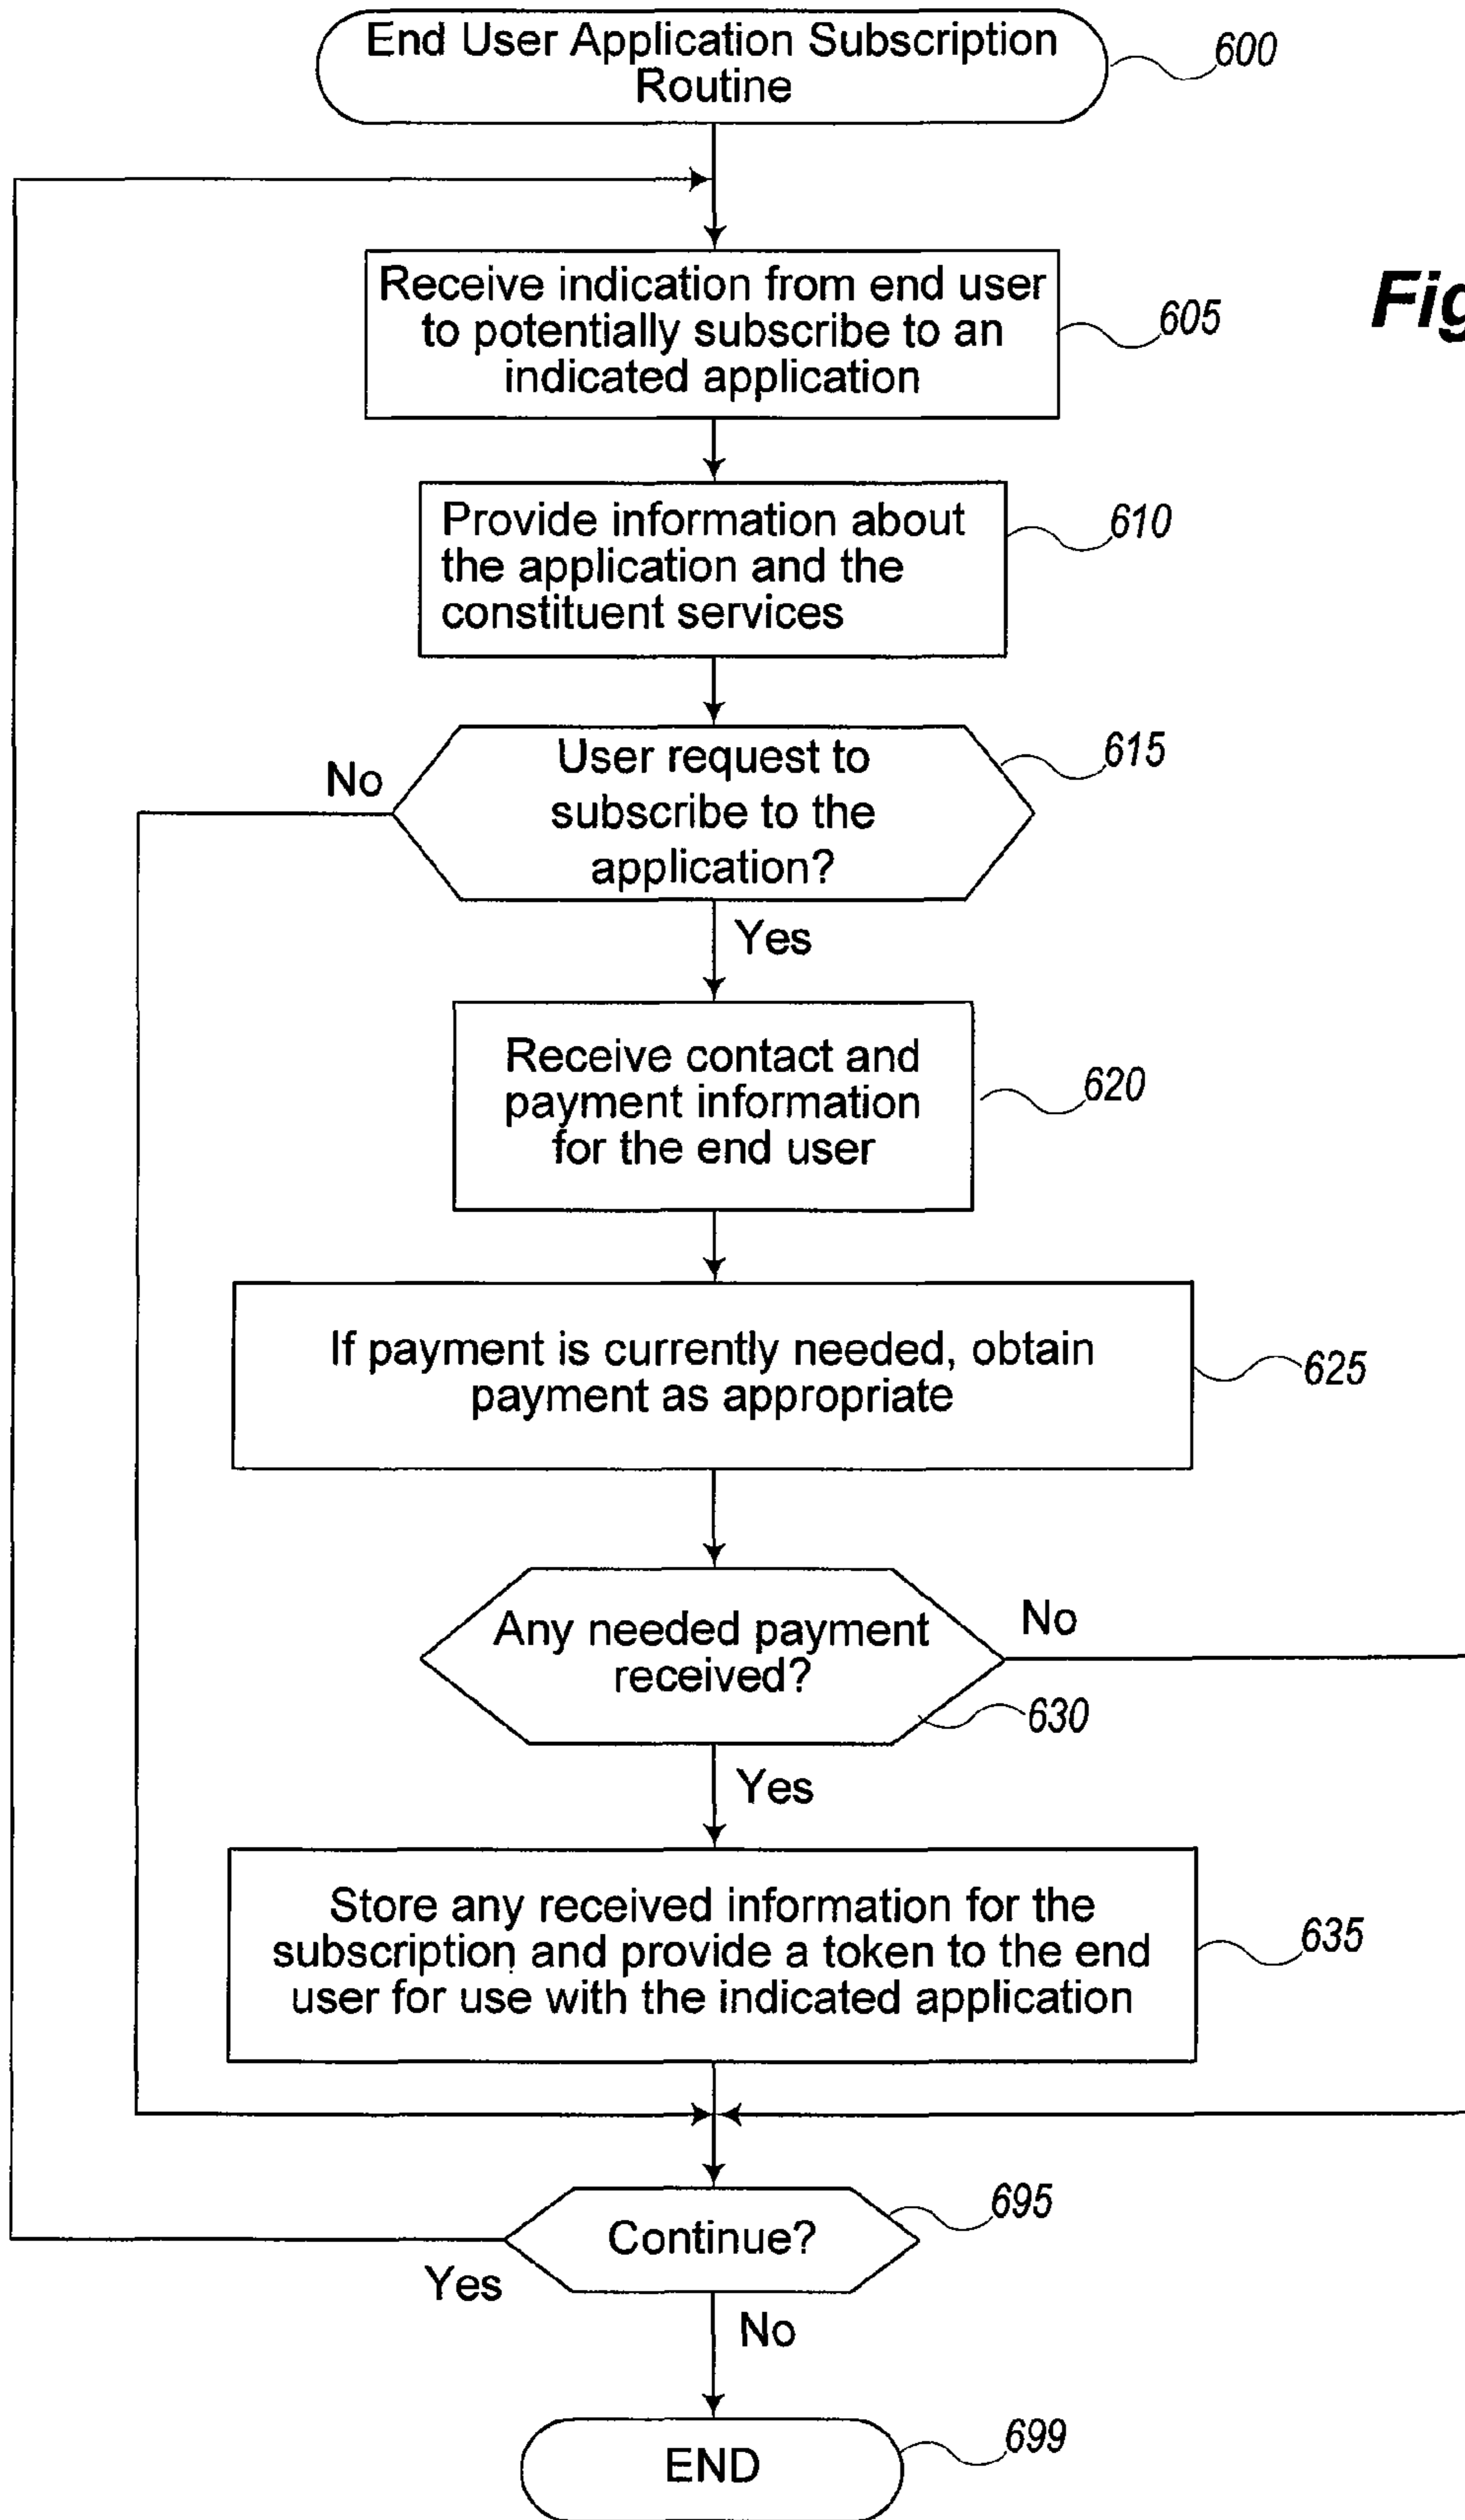 End User Application Subscription
Routine
600
Receive indication from end user
to potentially subscribe to an
indicated application
605
Fig
Provide information about
the application and the
constituent services
610
User request to
subscribe to the
application?
615
No
Yes
Receive contact and
payment information
for the end user
620
If payment is currently needed, obtain
payment as appropriate
625
Any needed payment
received?
No
630
Yes
Store any received information for the
subscription and provide a token to the end
user for use with the indicated application
635
Continue?
695
Yes
No
END
699